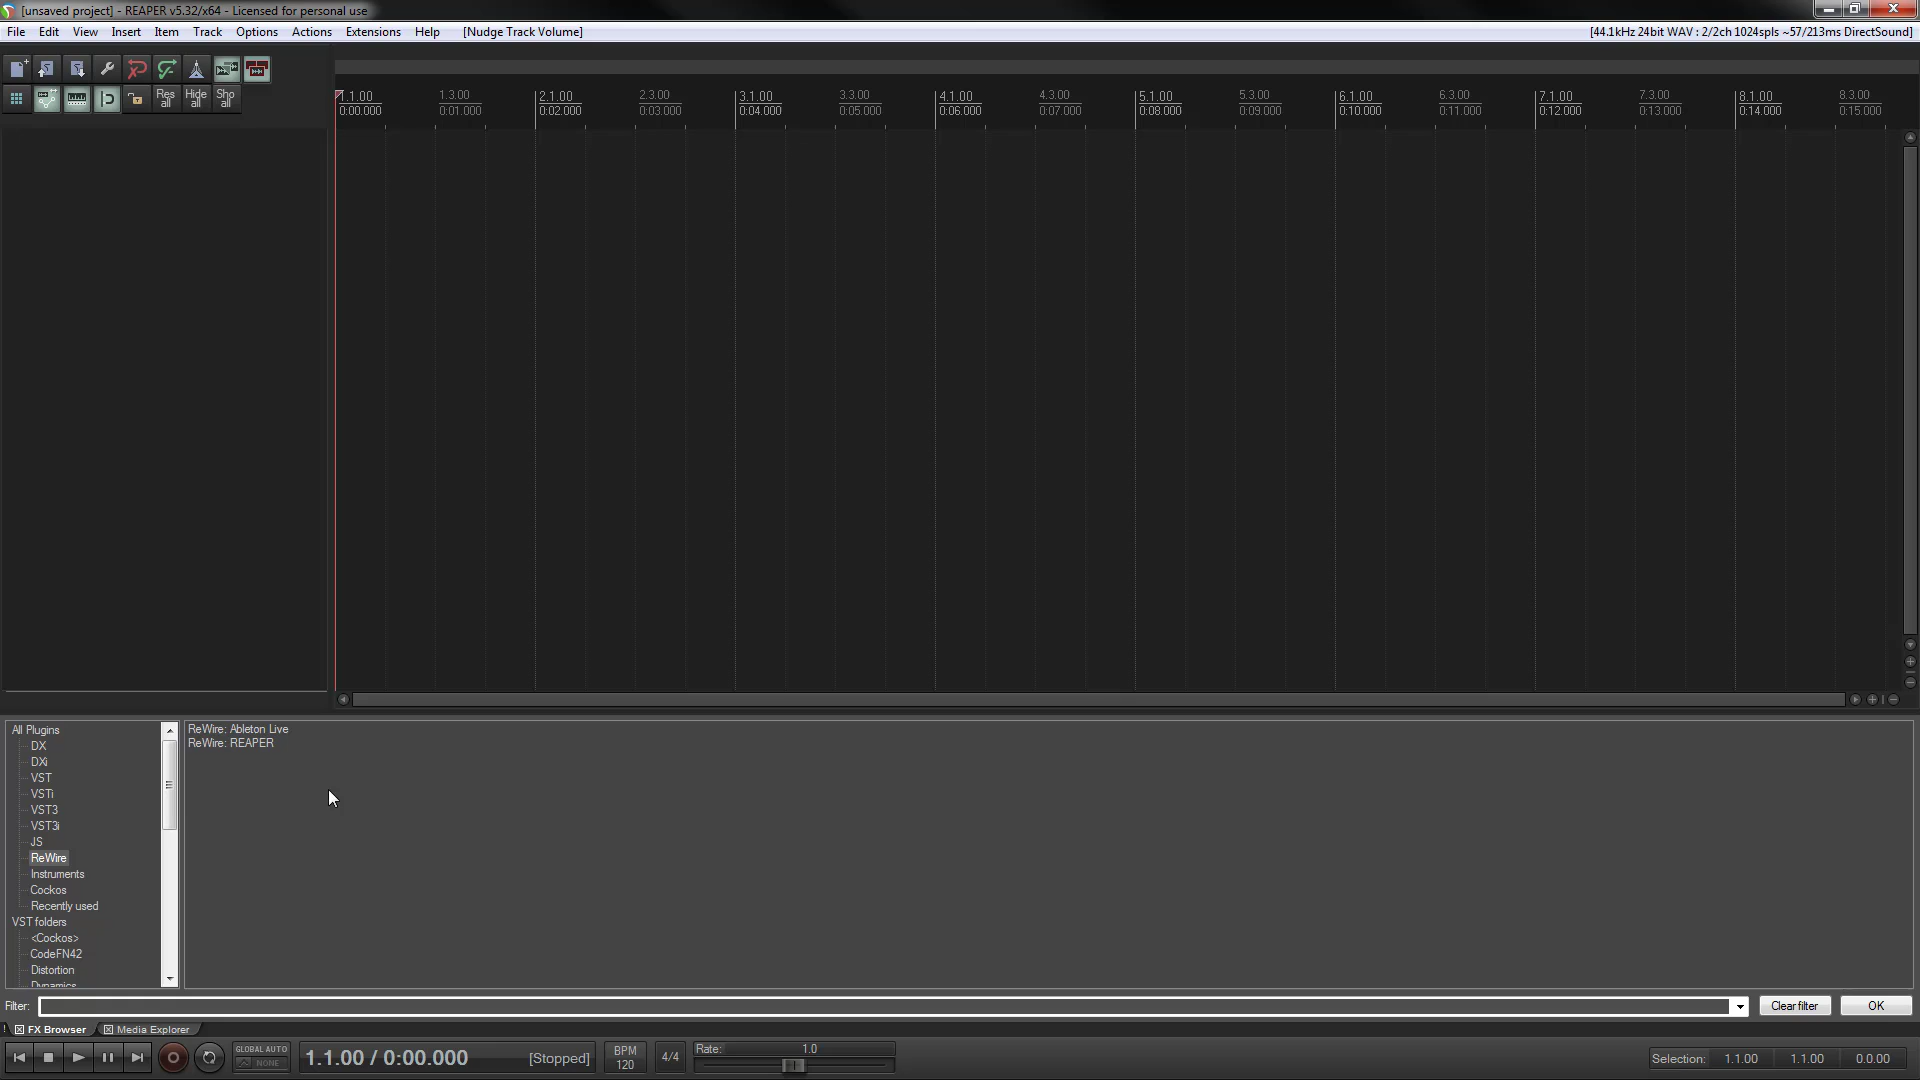 [unsaved project] - REAPER v5.32/x64 - Licensed for personal use
File Edit View Insert Item Track Options Actions Extensions Help [Nudge Track Volume] [44.1kHz 24bit WAV : 2/2ch 1024spls ~57/213ms DirectSound]
Res all Hide all Sho all
1.1.00 1.3.00 2.1.00 2.3.00 3.1.00 3.3.00 4.1.00 4.3.00 5.1.00 5.3.00 6.1.00 6.3.00 7.1.00 7.3.00 8.1.00 8.3.00
0:00.000 0:01.000 0:02.000 0:03.000 0:04.000 0:05.000 0:06.000 0:07.000 0:08.000 0:09.000 0:10.000 0:11.000 0:12.000 0:13.000 0:14.000 0:15.000
All Plugins
DX
DXi
VST
VSTi
VST3
VST3i
JS
ReWire
Instruments
Cockos
Recently used
VST folders
<Cockos>
CodeFN42
Distortion
Dynamics
ReWire: Ableton Live
ReWire: REAPER
Filter: Clear filter OK
! FX Browser Media Explorer
GLOBAL AUTO
NONE
1.1.00 / 0:00.000 [Stopped]
BPM
120
4/4
Rate: 1.0
Selection: 1.1.00 1.1.00 0.0.00